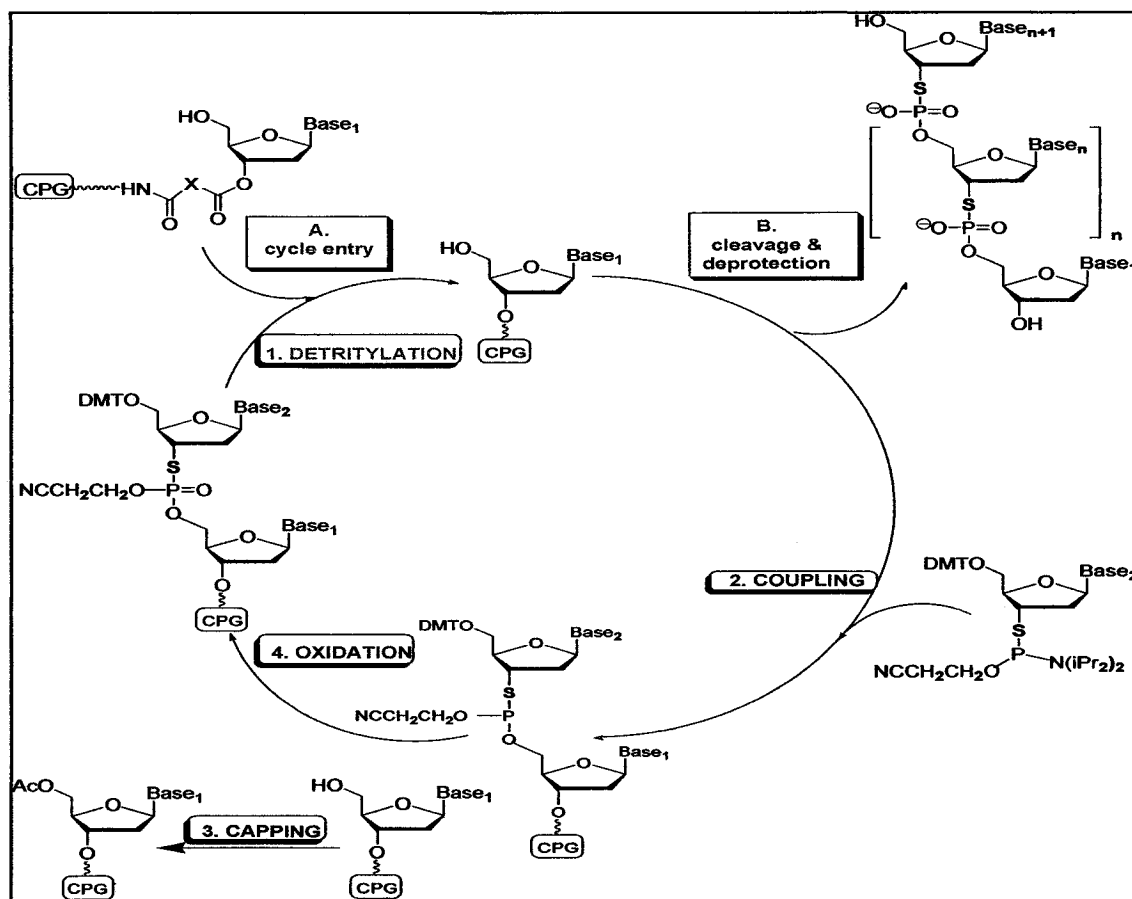 HO
O
Base1
O
CPG
HN
X
O
O
A.
cycle entry
HO
O
Base1
O
CPG
1. DETRITYLATION
B.
cleavage &
deprotection
HO
O
Basen+1
S
⊖O-P=O
O
O
Basen
S
⊖O-P=O
n
O
O
Base
OH
DMTO
O
Base2
S
NCCH2CH2O-P=O
O
O
Base1
O
CPG
2. COUPLING
DMTO
O
Base2
S
NCCH2CH2O
P
N(iPr2)2
4. OXIDATION
DMTO
O
Base2
S
NCCH2CH2O-P
O
O
Base1
O
CPG
AcO
O
Base1
O
CPG
3. CAPPING
HO
O
Base1
O
CPG